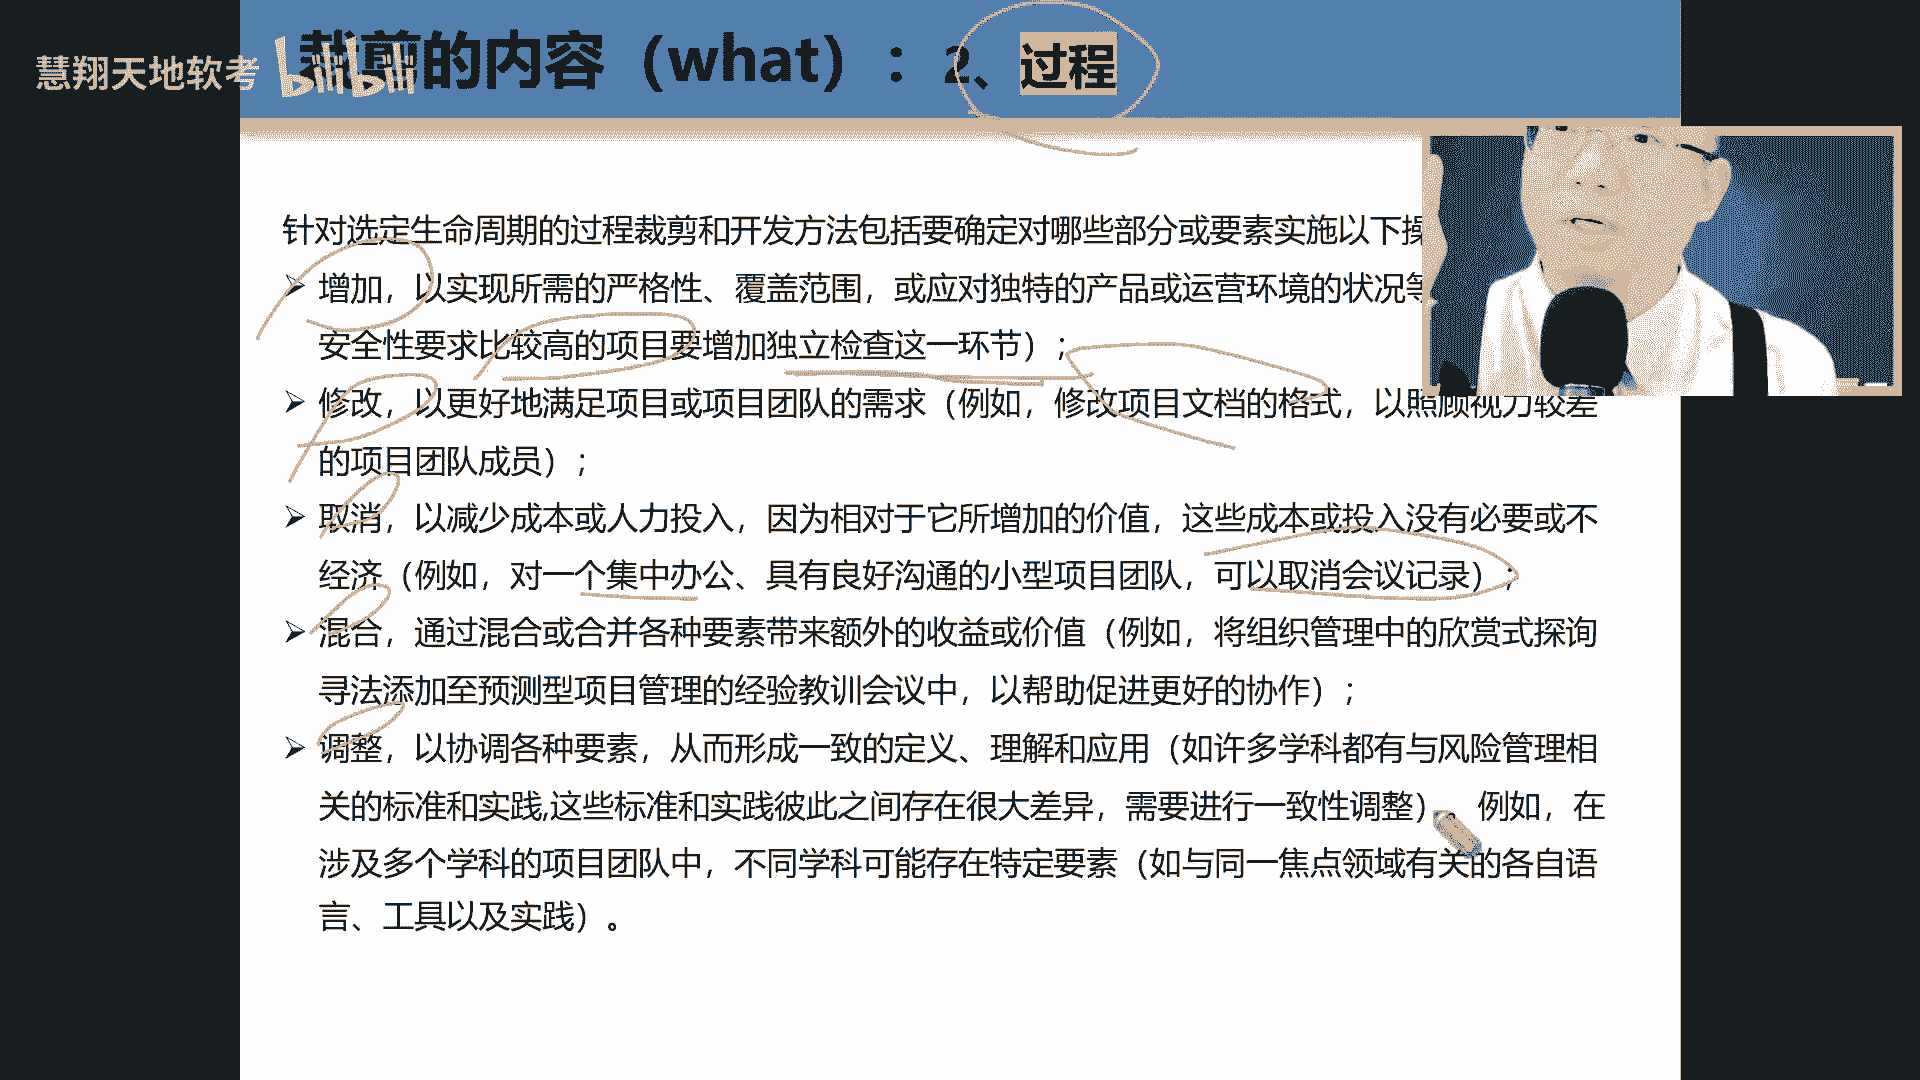 慧翔天地软考
bilibili
裁剪的内容（what）：2、过程
针对选定生命周期的过程裁剪和开发方法包括要确定对哪些部分或要素实施以下
增加，以实现所需的严格性、覆盖范围，或应对独特的产品或运营环境的状况等
安全性要求比较高的项目要增加独立检查这一环节）；
修改，以更好地满足项目或项目团队的需求（例如，修改项目文档的格式，以照顾视力较差
的项目团队成员）；
取消，以减少成本或人力投入，因为相对于它所增加的价值，这些成本或投入没有必要或不
经济（例如，对一个集中办公、具有良好沟通的小型项目团队，可以取消会议记录）；
混合，通过混合或合并各种要素带来额外的收益或价值（例如，将组织管理中的欣赏式探询
寻法添加至预测型项目管理的经验教训会议中，以帮助促进更好的协作）；
调整，以协调各种要素，从而形成一致的定义、理解和应用（如许多学科都有与风险管理相
关的标准和实践,这些标准和实践彼此之间存在很大差异，需要进行一致性调整）。例如，在
涉及多个学科的项目团队中，不同学科可能存在特定要素（如与同一焦点领域有关的各自语
言、工具以及实践）。